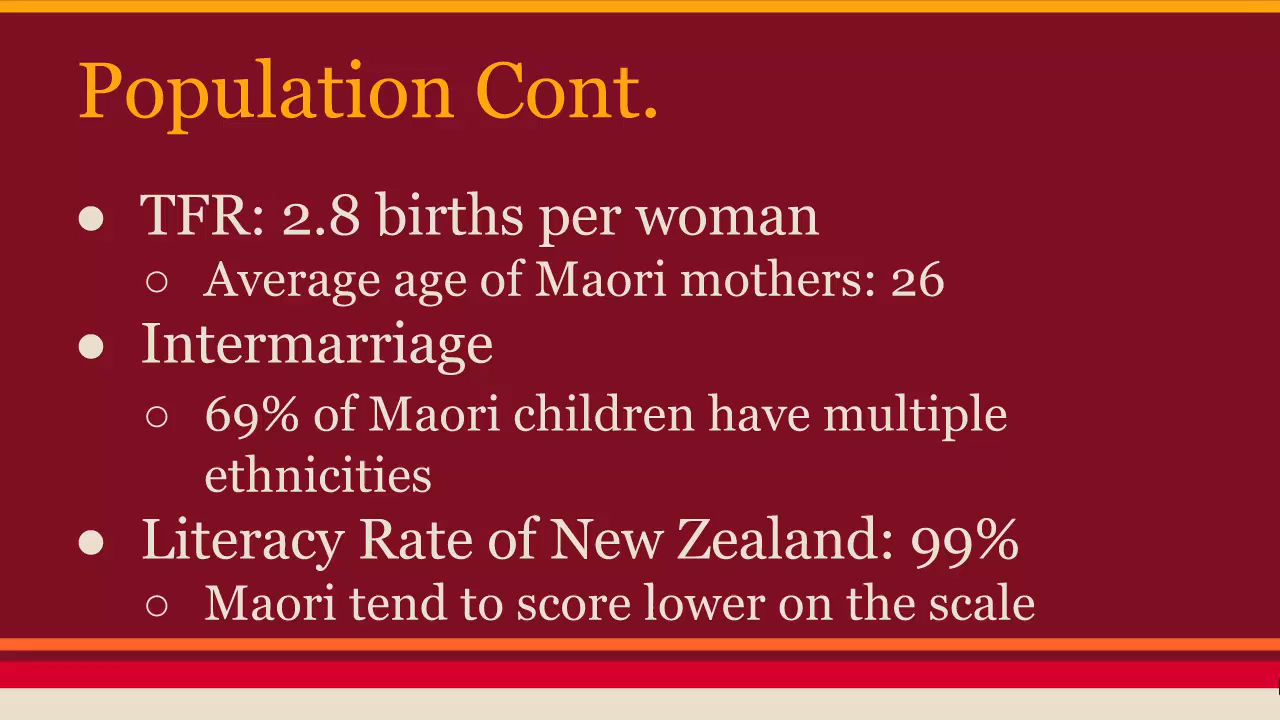 Population Cont.
● TFR: 2.8 births per woman
○ Average age of Maori mothers: 26
● Intermarriage
○ 69% of Maori children have multiple
ethnicities
● Literacy Rate of New Zealand: 99%
○ Maori tend to score lower on the scale